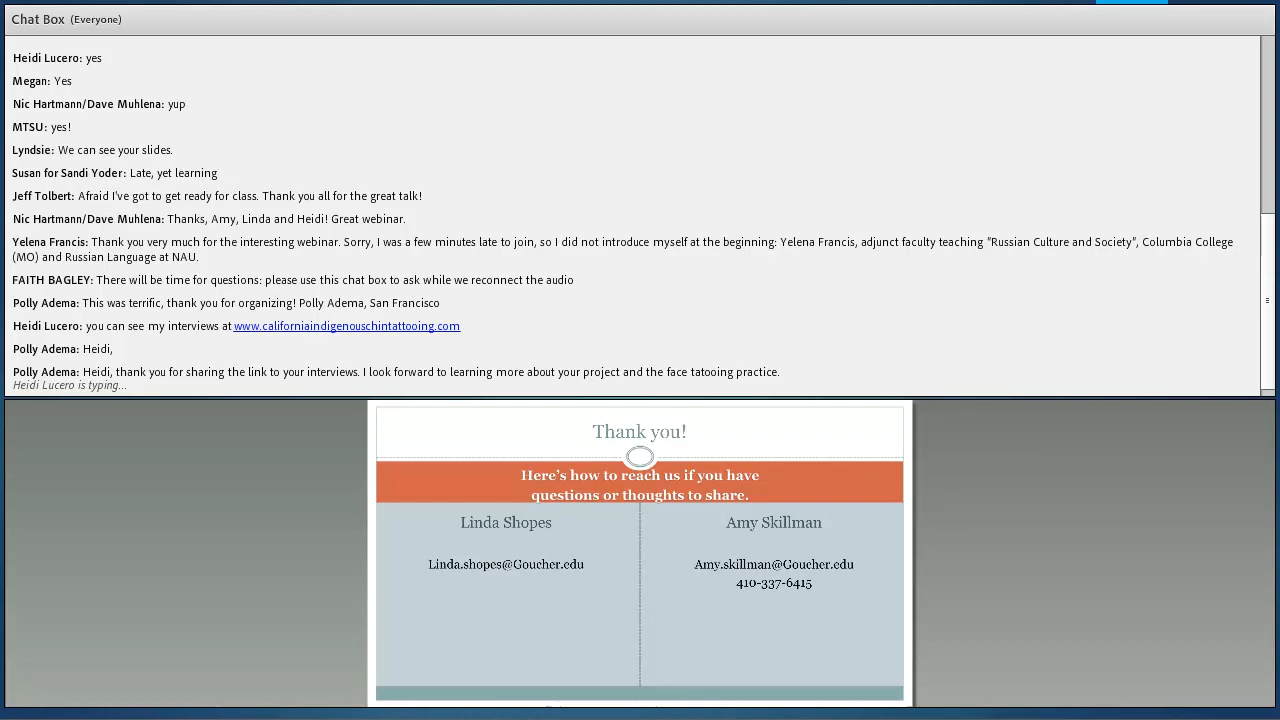 Chat Box (Everyone)
Heidi Lucero: yes
Megan: Yes
Nic Hartmann/Dave Muhlena: yup
MTSU: yes!
Lyndsie: We can see your slides.
Susan for Sandi Yoder: Late, yet learning
Jeff Tolbert: Afraid I've got to get ready for class. Thank you all for the great talk!
Nic Hartmann/Dave Muhlena: Thanks, Amy, Linda and Heidi! Great webinar.
Yelena Francis: Thank you very much for the interesting webinar. Sorry, I was a few minutes late to join, so I did not introduce myself at the beginning: Yelena Francis, adjunct faculty teaching "Russian Culture and Society", Columbia College
(MO) and Russian Language at NAU.
FAITH BAGLEY: There will be time for questions: please use this chat box to ask while we reconnect the audio
Polly Adema: This was terrific, thank you for organizing! Polly Adema, San Francisco
Heidi Lucero: you can see my interviews at www.californiaindigenouschintattooing.com
Polly Adema: Heidi,
Polly Adema: Heidi, thank you for sharing the link to your interviews. I look forward to learning more about your project and the face tatooing practice.
Heidi Lucero is typing...
Thank you!
Here's how to reach us if you have
questions or thoughts to share.
Linda Shopes
Linda.shopes@Goucher.edu
Amy Skillman
Amy.skillman@Goucher.edu
410-337-6415